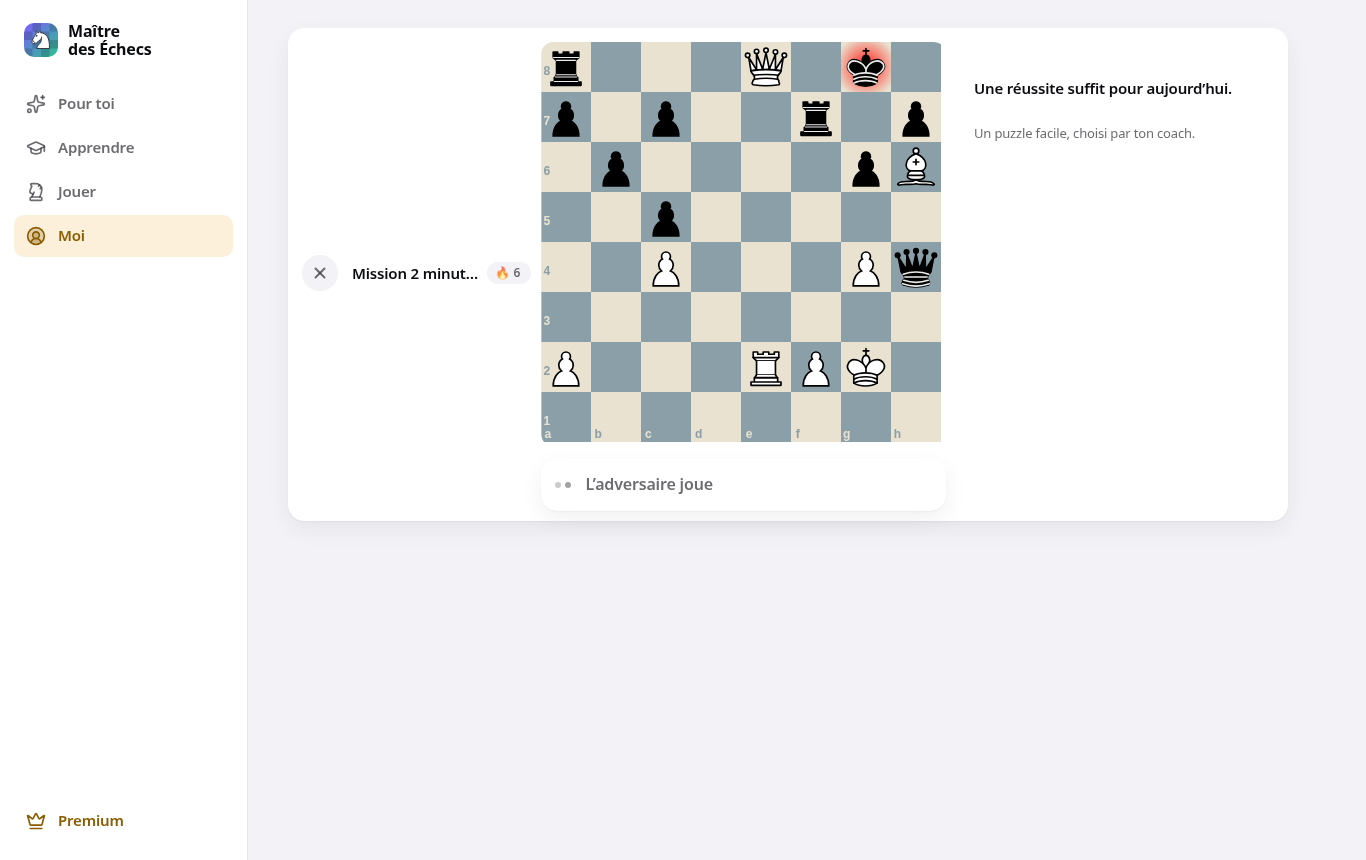 Maître
des Échecs
Pour toi
Apprendre
Jouer
Moi
Premium
Mission 2 minut...
🔥 6
8
7
6
5
4
3
2
1
a b c d e f g h
L’adversaire joue
Une réussite suffit pour aujourd’hui.
Un puzzle facile, choisi par ton coach.